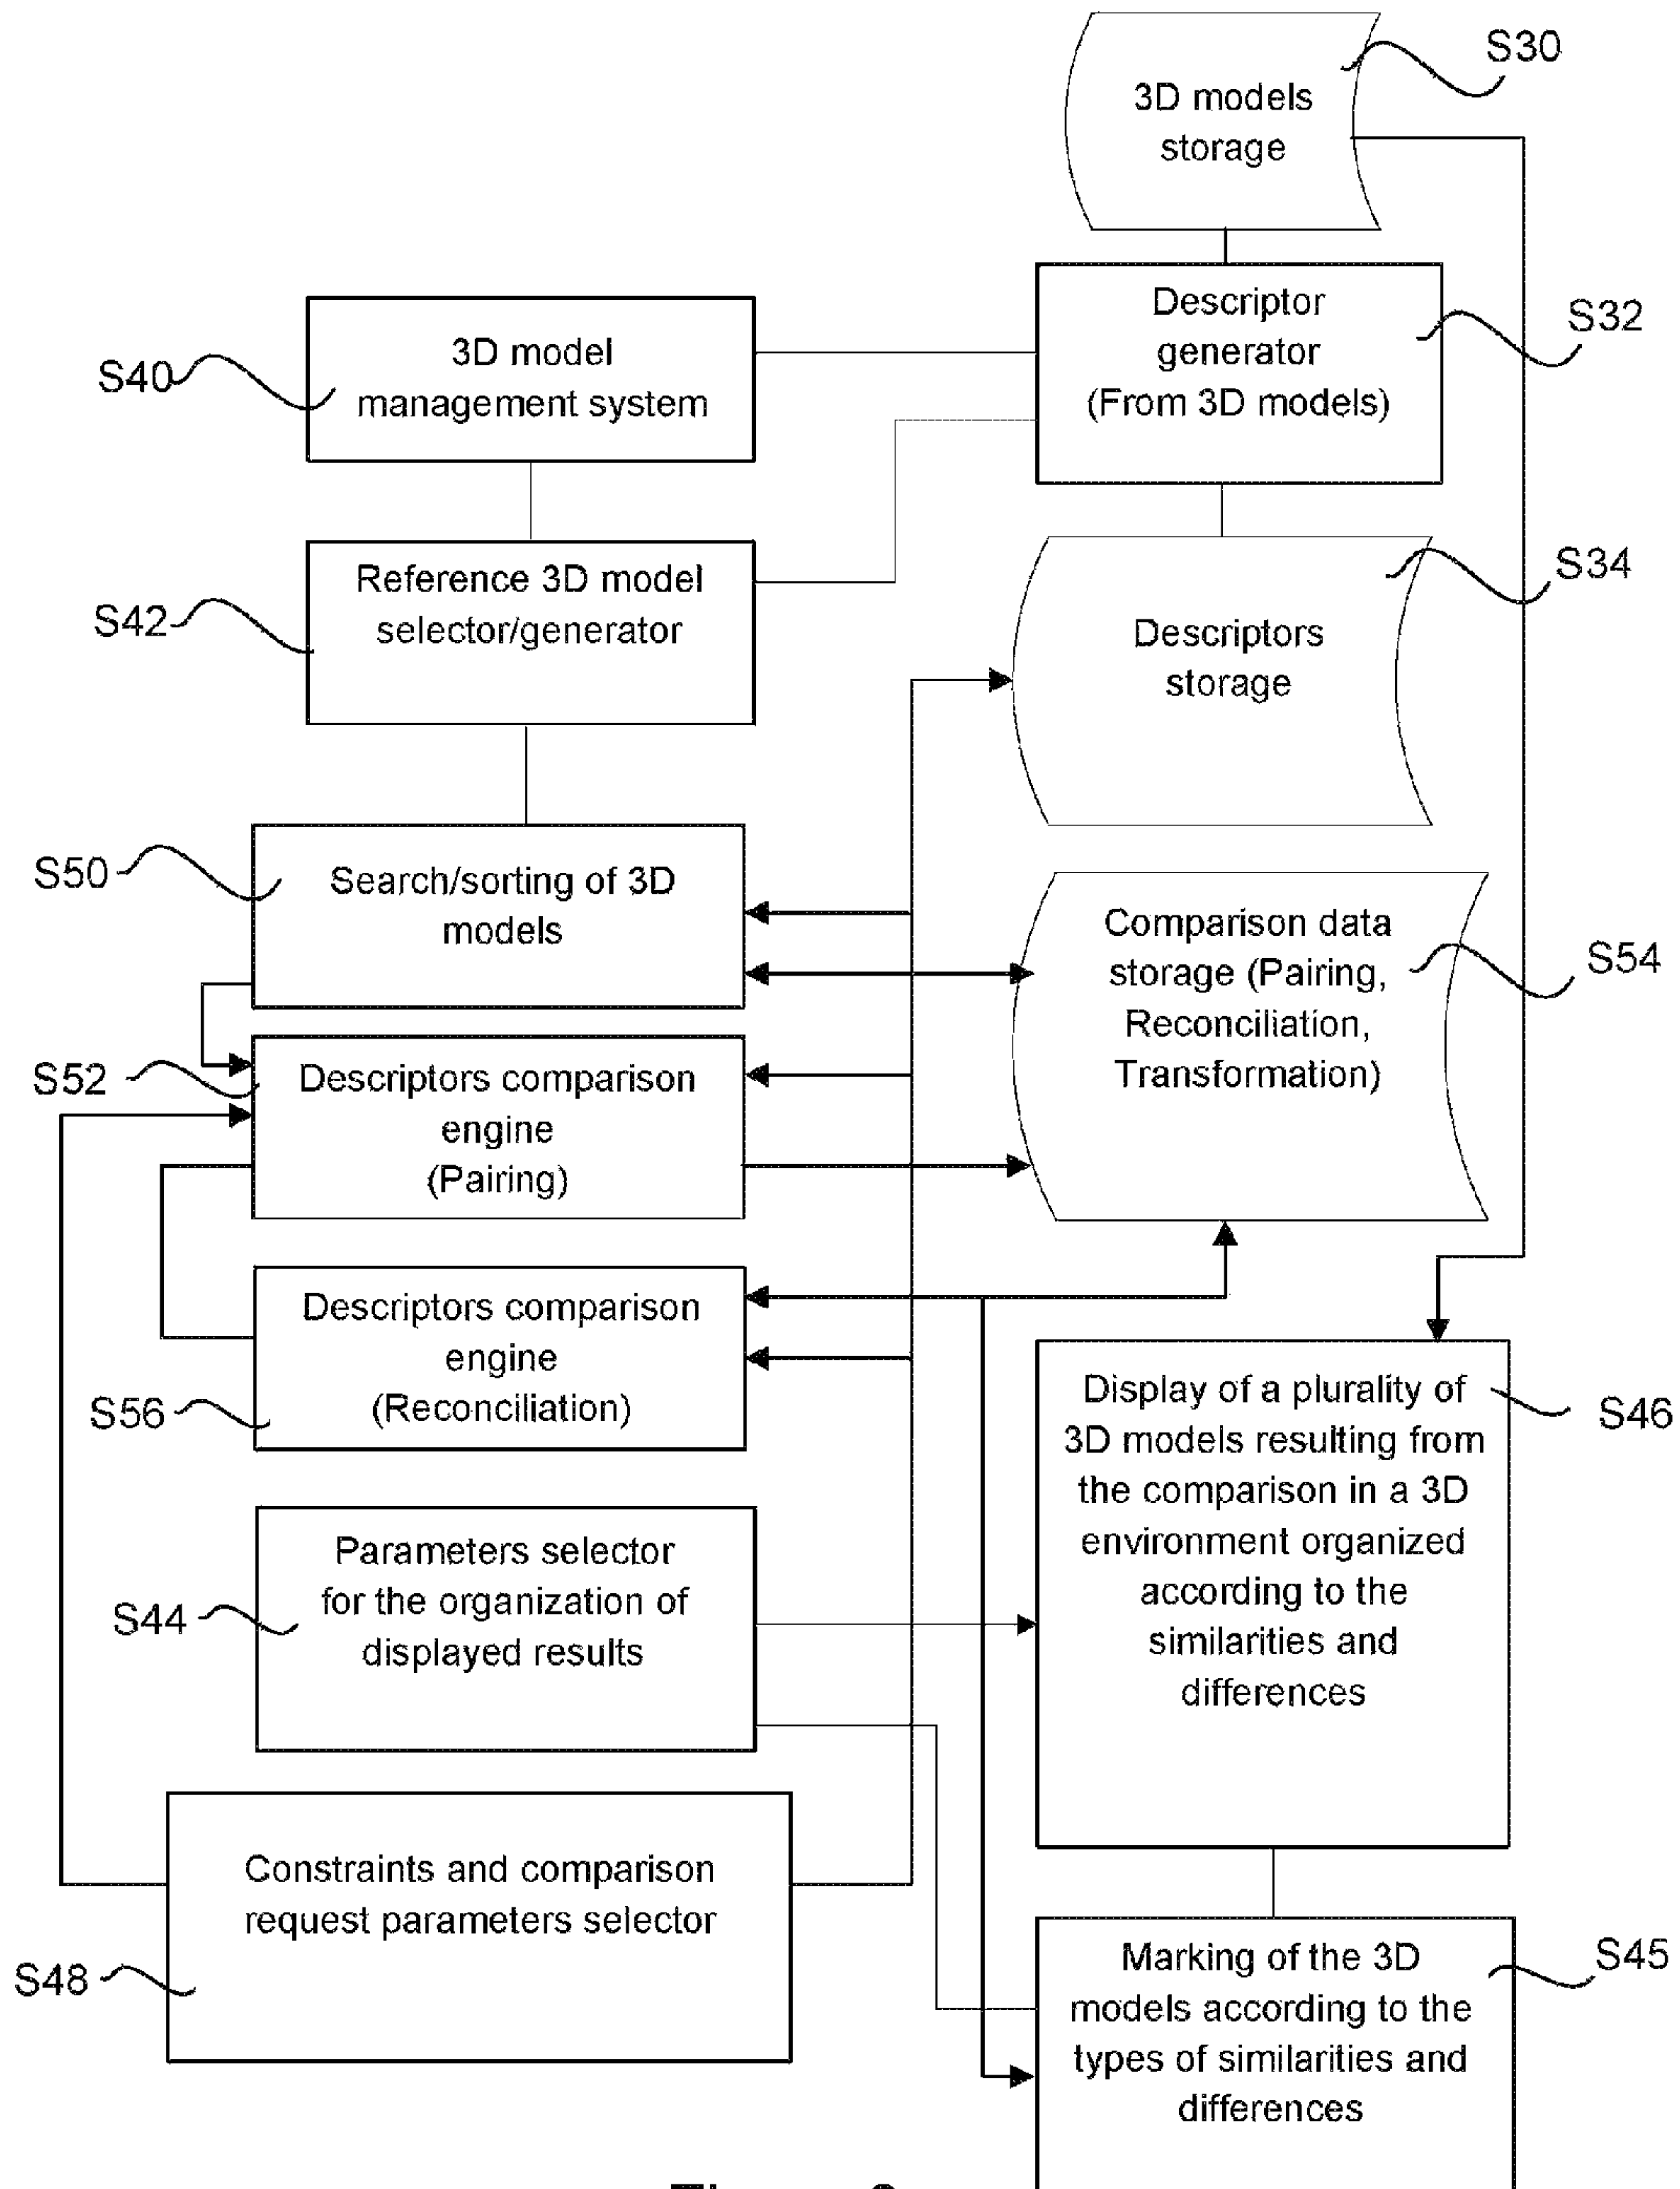 S30
3D models
storage
S32
Descriptor
generator
(From 3D models)
S40
3D model
management system
S34
Descriptors
storage
S42
Reference 3D model
selector/generator
S50
Search/sorting of 3D
models
S54
Comparison data
storage (Pairing,
Reconciliation,
Transformation)
S52
Descriptors comparison
engine
(Pairing)
S56
Descriptors comparison
engine
(Reconciliation)
S46
Display of a plurality of
3D models resulting from
the comparison in a 3D
environment organized
according to the
similarities and
differences
S44
Parameters selector
for the organization of
displayed results
S48
Constraints and comparison
request parameters selector
S45
Marking of the 3D
models according to the
types of similarities and
differences